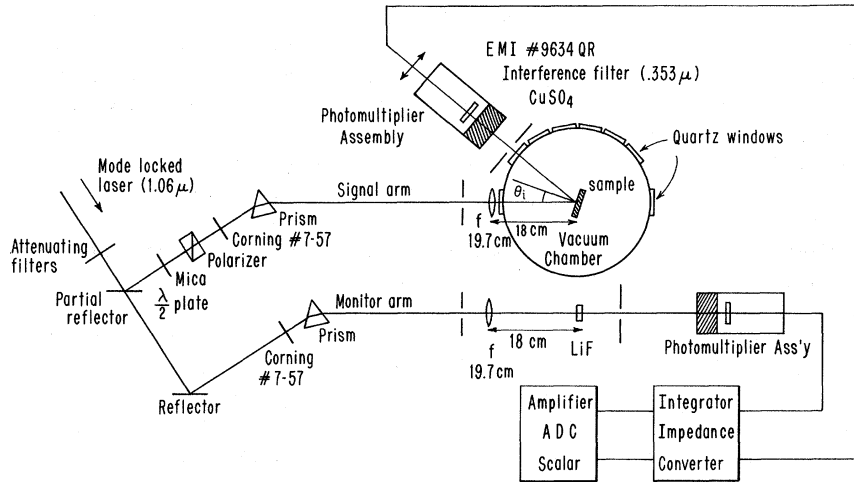 EMI #9634 QR
Interference filter (.353μ)
CuSO4
Photomultiplier
Assembly
Quartz windows
Mode locked
laser (1.06μ)
Signal arm
θi
sample
Prism
Corning #7-57
Polarizer
Mica
λ/2 plate
f
19.7cm
18 cm
Vacuum
Chamber
Attenuating
filters
Partial
reflector
Monitor arm
Prism
Corning
#7-57
f
19.7cm
18 cm
LiF
Photomultiplier Ass'y
Reflector
Amplifier
ADC
Scalar
Integrator
Impedance
Converter